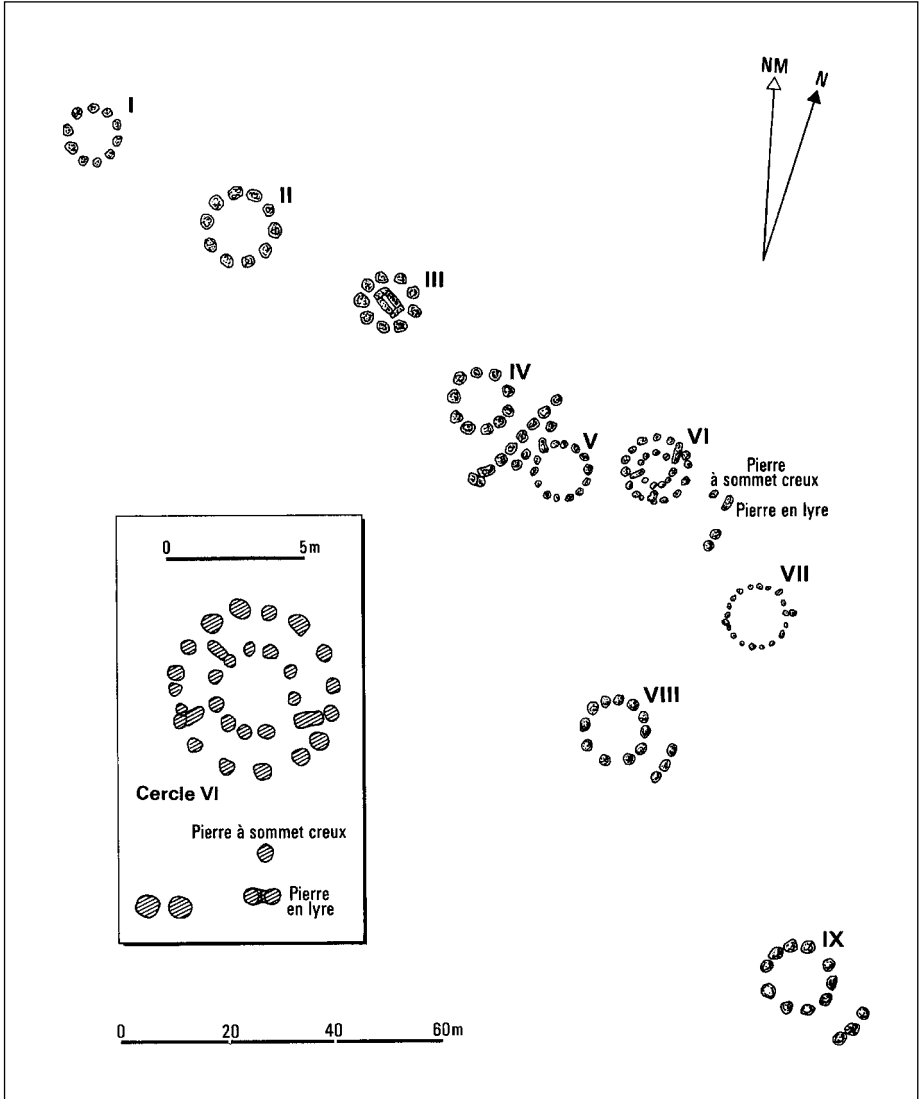 NM
N
I
II
III
IV
V
VI
Pierre
à sommet creux
Pierre en lyre
VII
VIII
0 5m
Cercle VI
Pierre à sommet creux
Pierre
en lyre
IX
0 20 40 60m